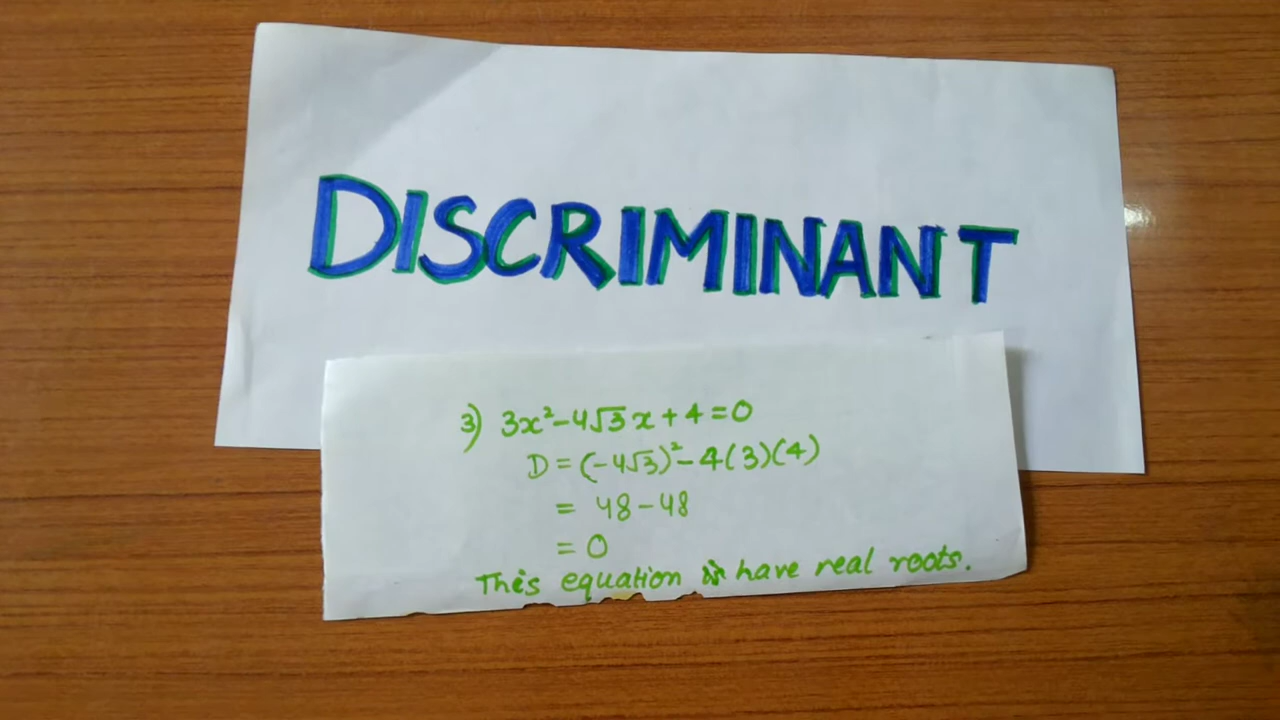 DISCRIMINANT
3) 3x²-4√3x+4=0
D=(-4√3)²-4(3)(4)
= 48-48
= 0
This equation have real roots.